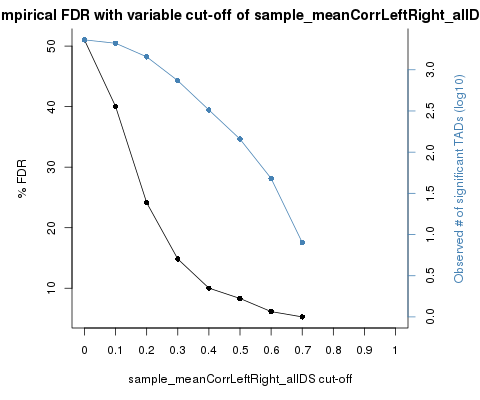 mpirical FDR with variable cut-off of sample_meanCorrLeftRight_allD
50
40
30
20
10
% FDR
3.0
2.5
2.0
1.5
1.0
0.5
0.0
Observed # of significant TADs (log10)
0 0.1 0.2 0.3 0.4 0.5 0.6 0.7 0.8 0.9 1
sample_meanCorrLeftRight_allDS cut-off